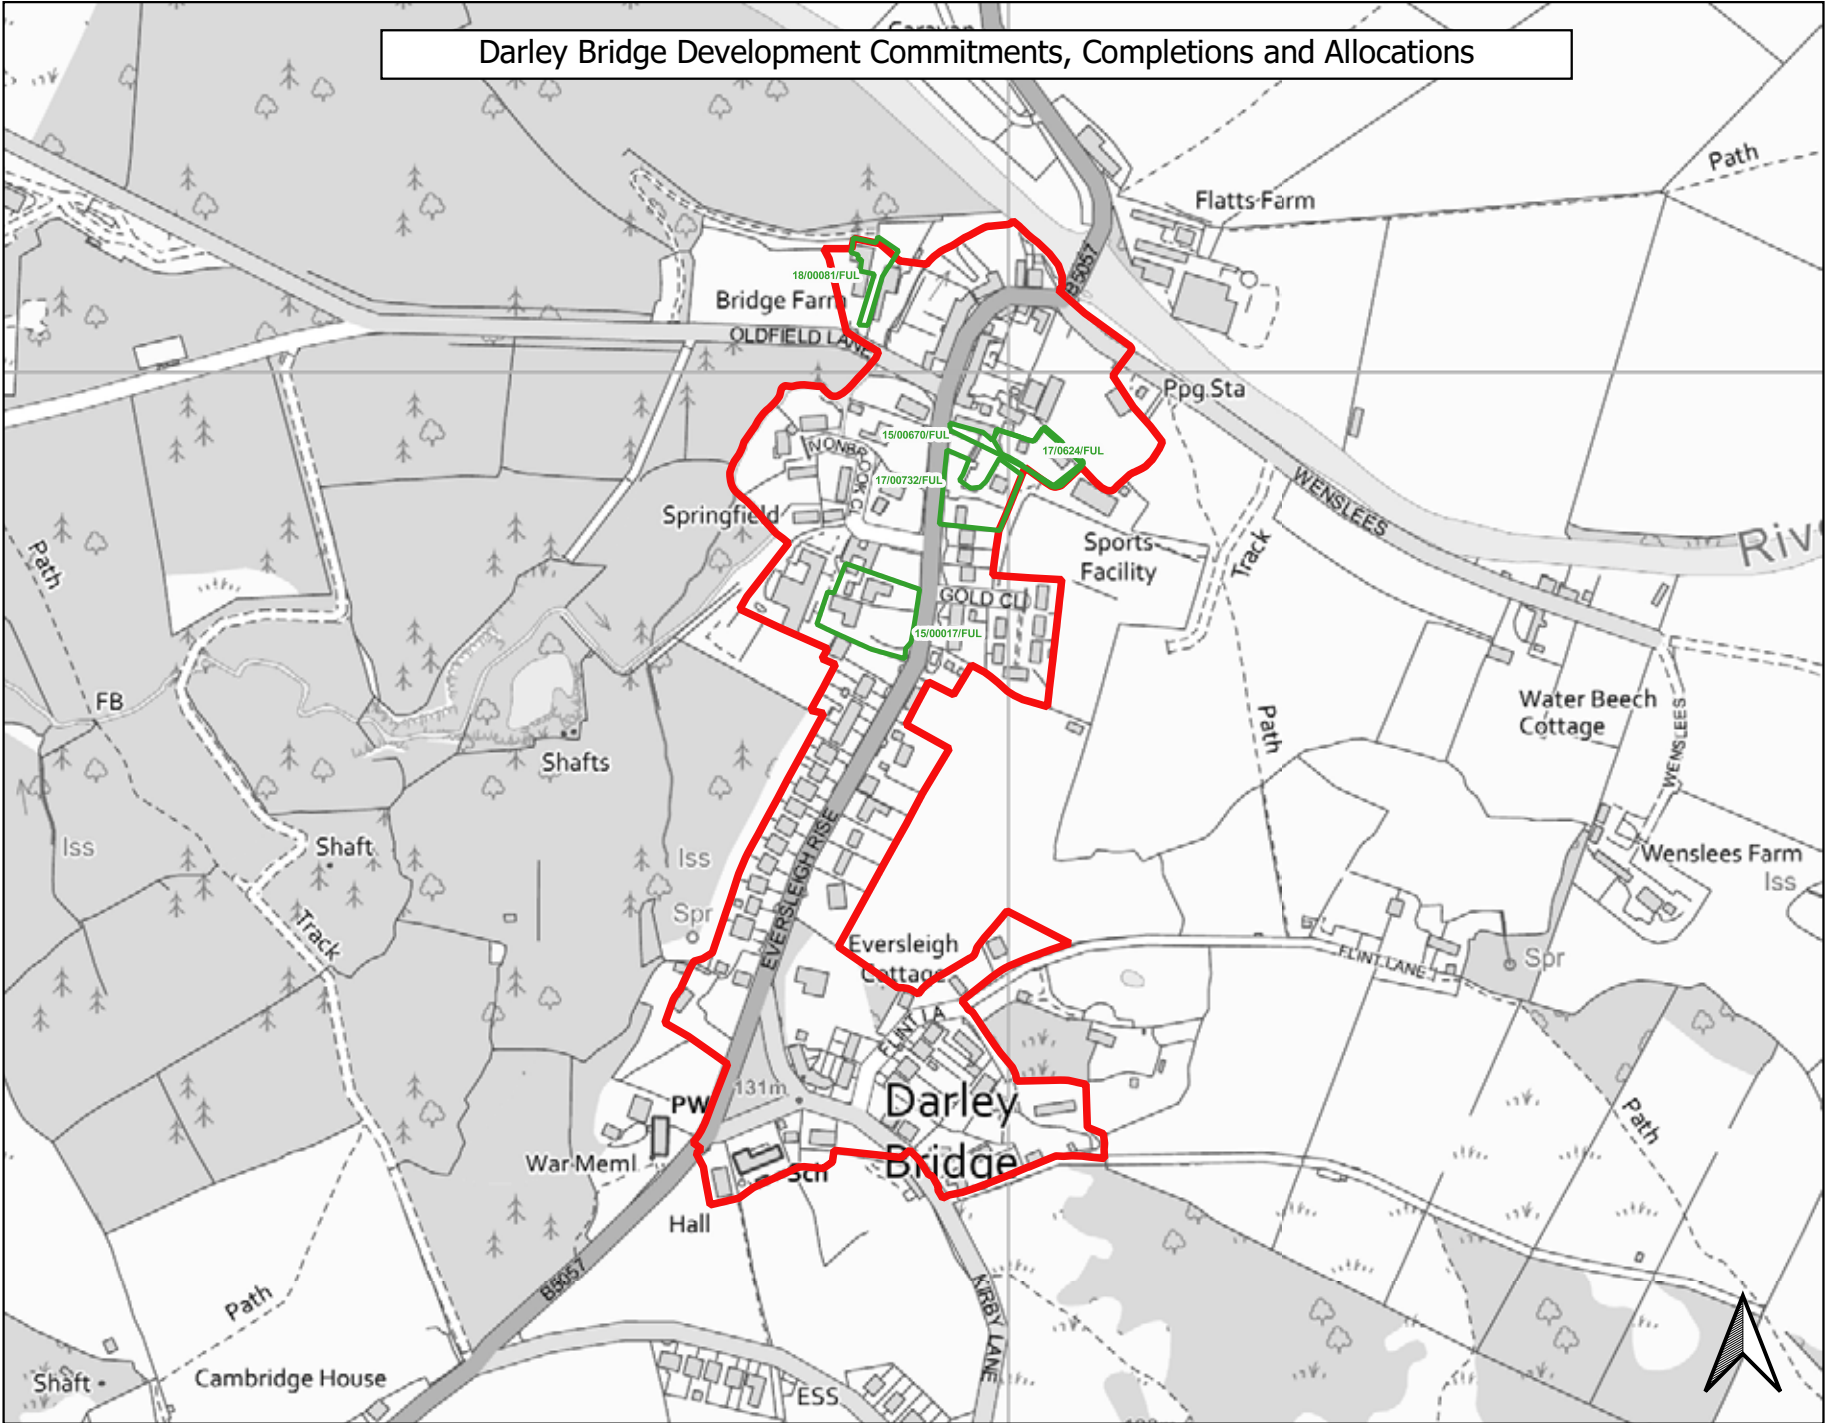 Darley Bridge Development Commitments, Completions and Allocations
Path
Flatts Farm
B5057
18/00081/FUL
Bridge Farm
OLDFIELD LANE
Ppg Sta
15/00670/FUL
17/0624/FUL
17/00732/FUL
WENSLEES
Springfield
Sports
Facility
Track
Path
GOLD CL
15/00017/FUL
FB
Path
Water Beech
Cottage
WENSLEES
Shafts
Shaft
Iss
Iss
EVERSLEIGH RISE
Wenslees Farm
Iss
Spr
Track
Eversleigh
Cottage
FLINT LANE
Spr
FLINT LA
131m
Darley
Bridge
PW
Path
War Meml
Sch
Hall
B5057
KIRBY LANE
Path
Shaft
Cambridge House
ESS